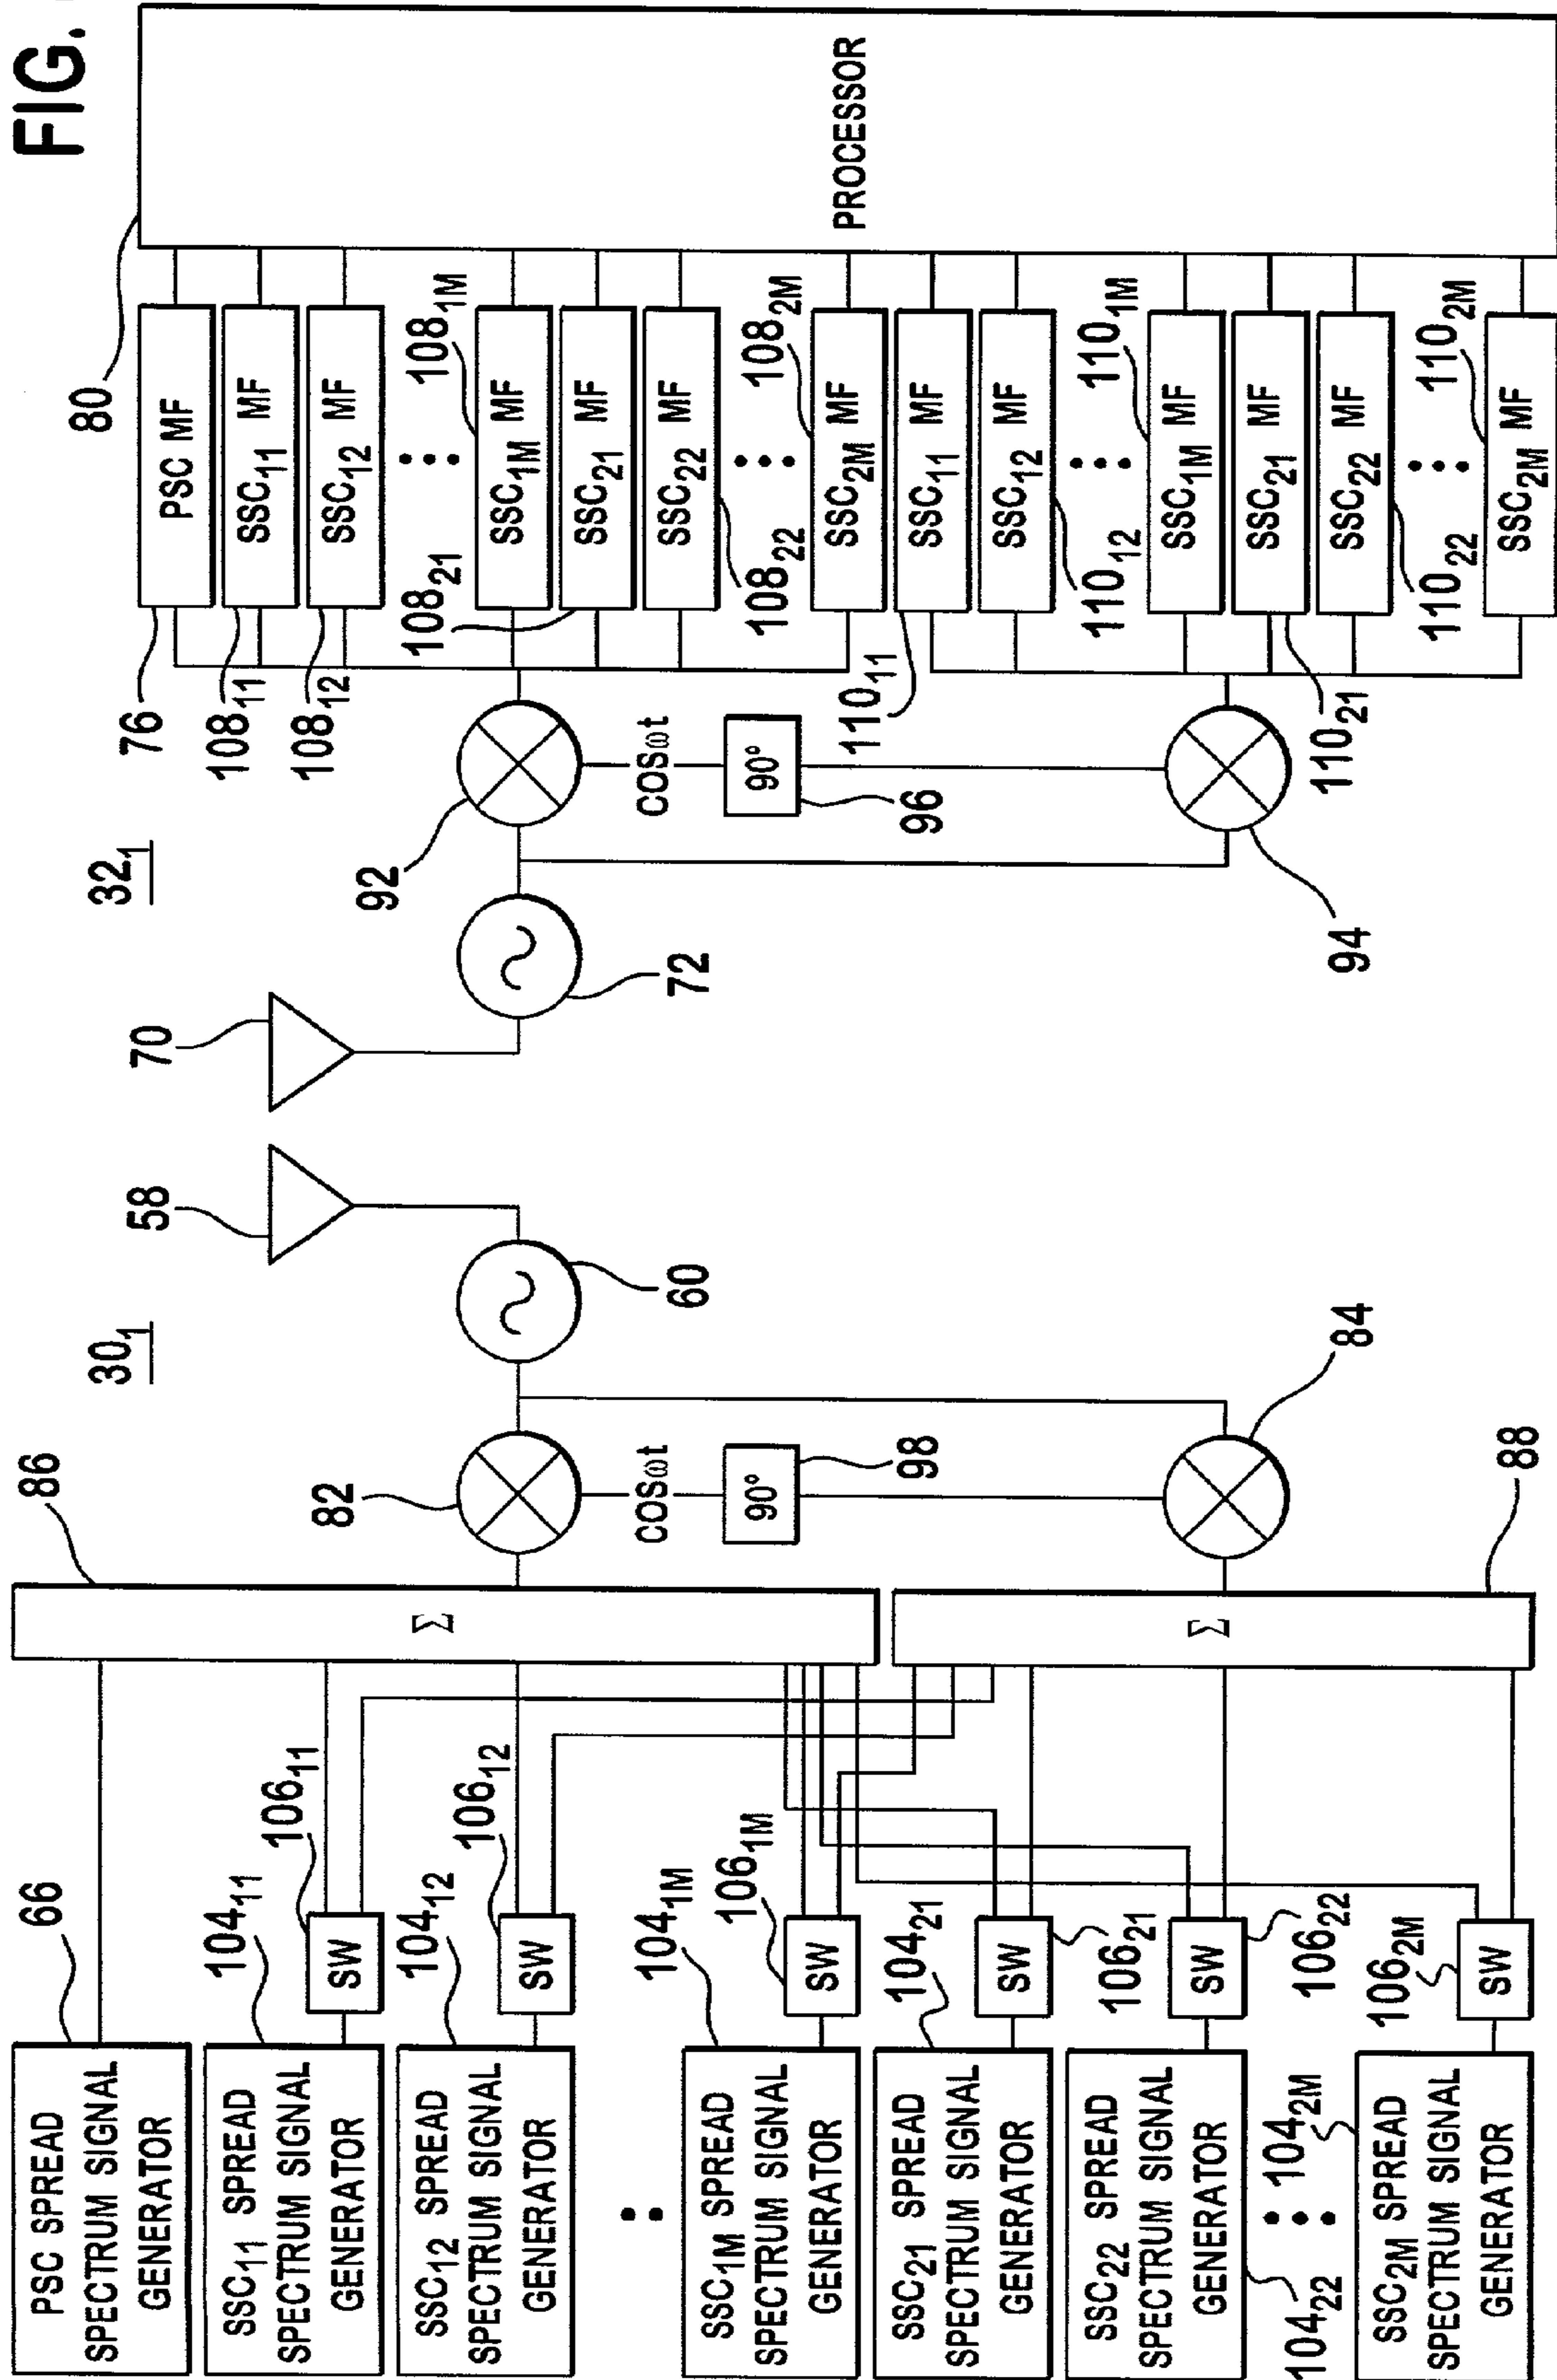 FIG.
PSC SPREAD
SPECTRUM SIGNAL
GENERATOR
66
SSC11 SPREAD
SPECTRUM SIGNAL
GENERATOR
104 11
SW
106 11
SSC12 SPREAD
SPECTRUM SIGNAL
GENERATOR
104 12
SW
106 12
SSC1M SPREAD
SPECTRUM SIGNAL
GENERATOR
104 1M
SW
106 1M
SSC21 SPREAD
SPECTRUM SIGNAL
GENERATOR
104 21
SW
106 21
SSC22 SPREAD
SPECTRUM SIGNAL
GENERATOR
104 22
SW
106 22
SSC2M SPREAD
SPECTRUM SIGNAL
GENERATOR
104 2M
SW
106 2M
86
Σ
88
Σ
82
COSωt
90°
98
84
30 1
60
58
32 1
70
72
92
COSωt
90°
96
94
76
PSC MF
108 11
SSC11 MF
108 12
SSC12 MF
108 1M
SSC1M MF
108 21
SSC21 MF
108 22
SSC22 MF
108 2M
SSC2M MF
110 11
SSC11 MF
110 12
SSC12 MF
110 1M
SSC1M MF
110 21
SSC21 MF
110 22
SSC22 MF
110 2M
SSC2M MF
80
PROCESSOR